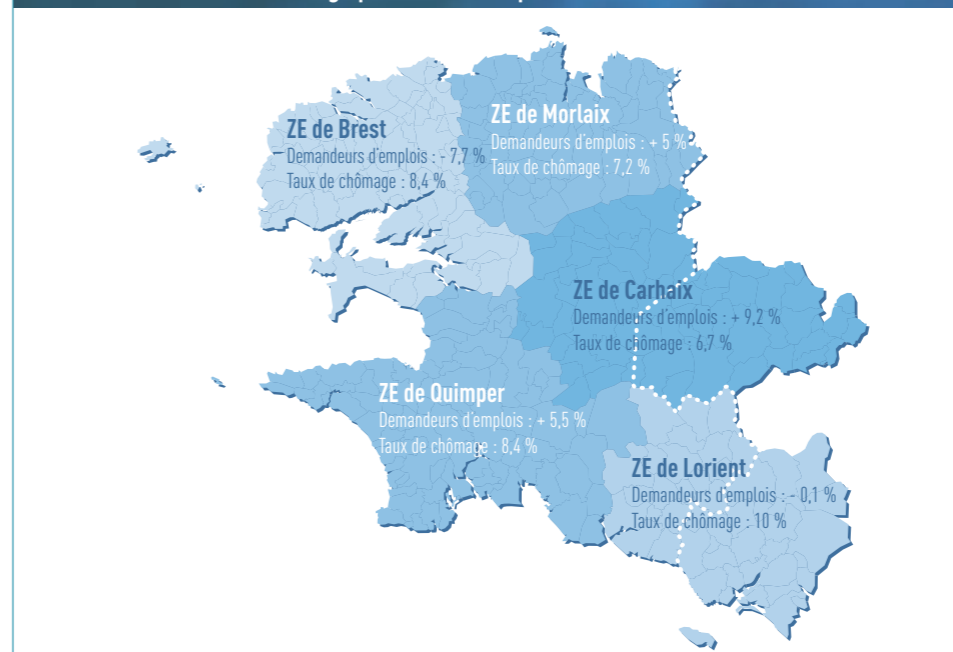 ZE de Brest
Demandeurs d'emplois : - 7,7 %
Taux de chômage : 8,4 %
ZE de Morlaix
Demandeurs d'emplois : + 5 %
Taux de chômage : 7,2 %
ZE de Carhaix
Demandeurs d'emplois : + 9,2 %
Taux de chômage : 6,7 %
ZE de Quimper
Demandeurs d'emplois : + 5,5 %
Taux de chômage : 8,4 %
ZE de Lorient
Demandeurs d'emplois : - 0,1 %
Taux de chômage : 10 %